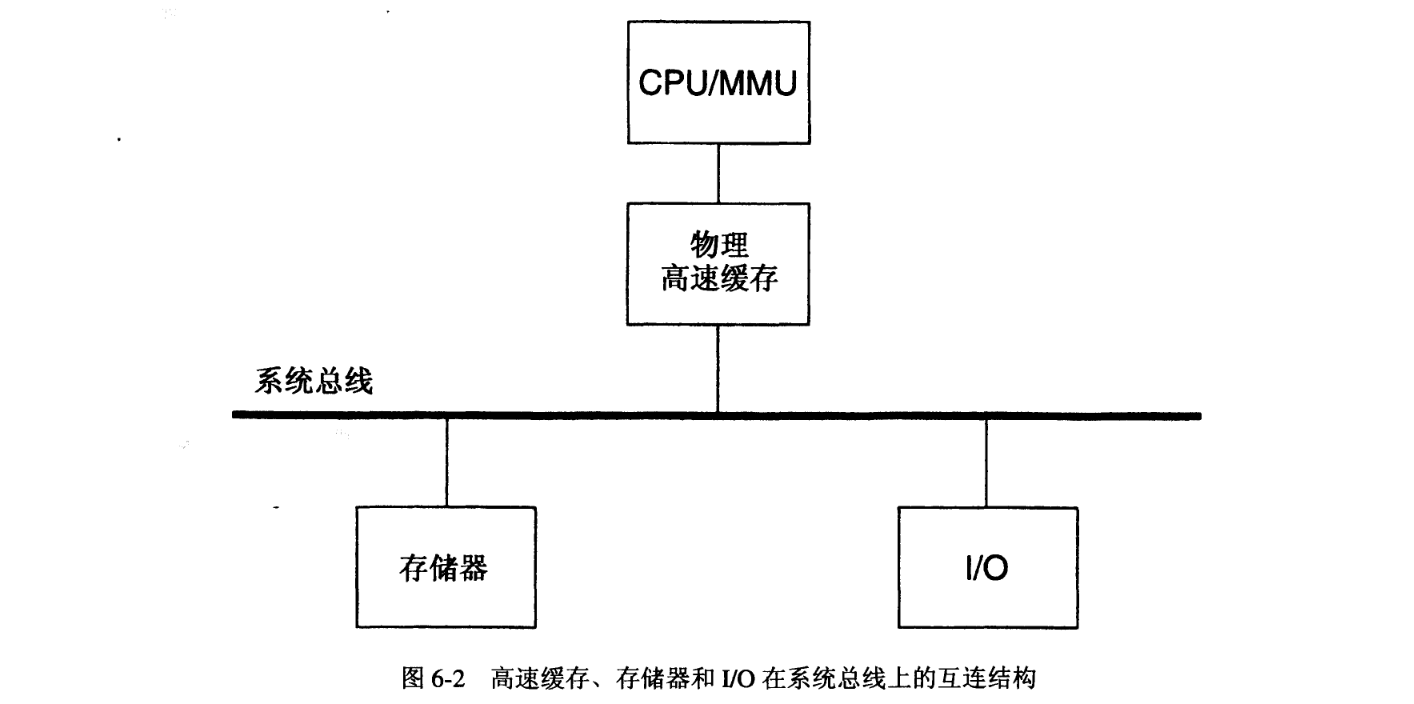 CPU/MMU
物理
高速缓存
系统总线
存储器
I/O
图 6-2 高速缓存、存储器和 I/O 在系统总线上的互连结构